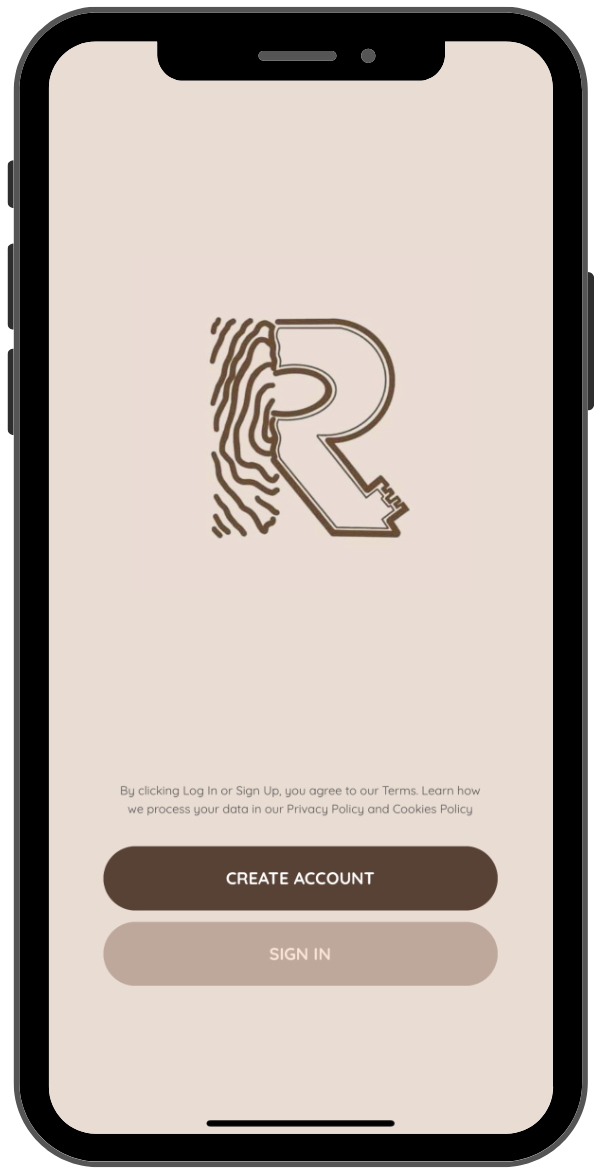 R
By clicking Log In or Sign Up, you agree to our Terms. Learn how
we process your data in our Privacy Policy and Cookies Policy
CREATE ACCOUNT
SIGN IN